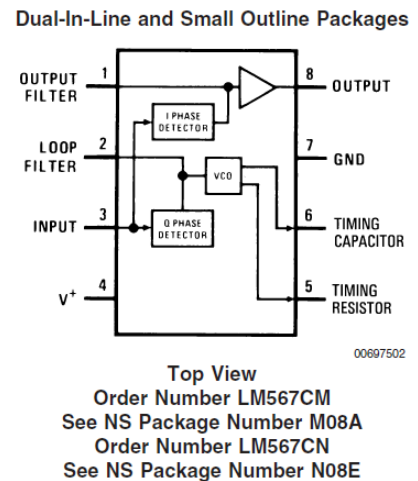 Dual-In-Line and Small Outline Packages
OUTPUT
FILTER
1
8
OUTPUT
I PHASE
DETECTOR
LOOP
FILTER
2
7
GND
VCO
INPUT
3
Q PHASE
DETECTOR
6
TIMING
CAPACITOR
V+
4
5
TIMING
RESISTOR
00697502
Top View
Order Number LM567CM
See NS Package Number M08A
Order Number LM567CN
See NS Package Number N08E